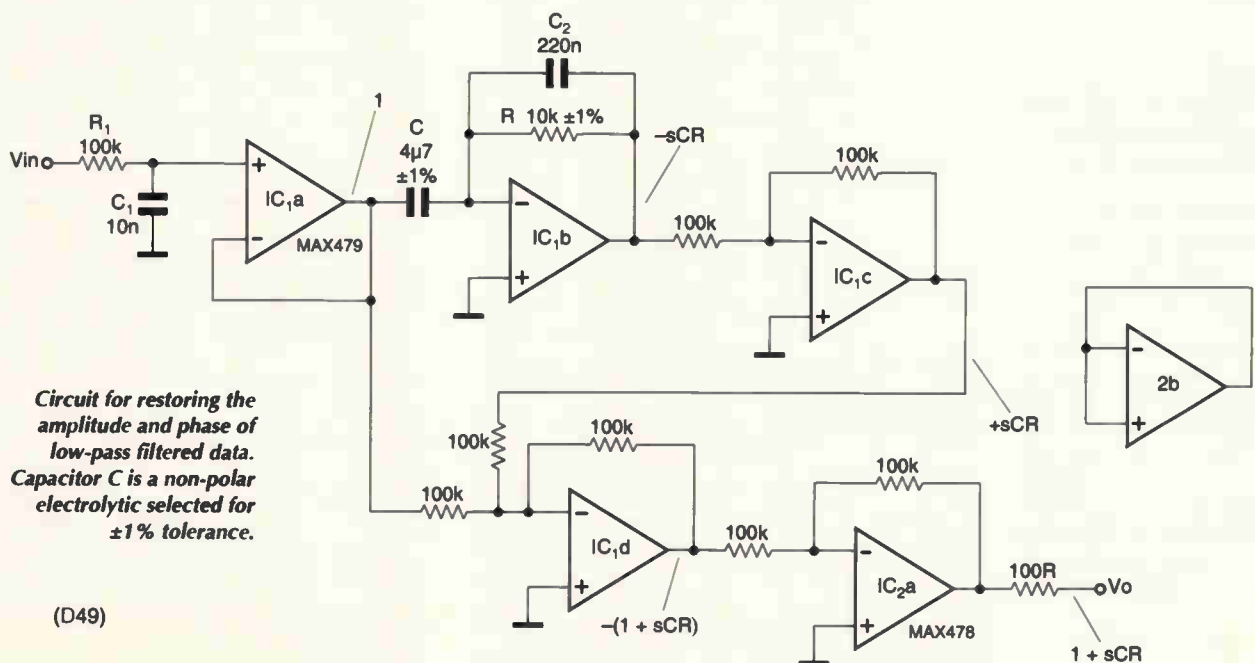 C₂
220n
R 10k ±1%
–sCR
1
C
4µ7
±1%
R₁
100k
Vin
C₁
10n
+
–
IC₁a
MAX479
–
+
IC₁b
100k
100k
–
+
IC₁c
–
+
2b
+sCR
Circuit for restoring the
amplitude and phase of
low-pass filtered data.
Capacitor C is a non-polar
electrolytic selected for
±1% tolerance.
100k
100k
100k
–
+
IC₁d
–(1 + sCR)
100k
100k
–
+
IC₂a
MAX478
100R
Vo
1 + sCR
(D49)